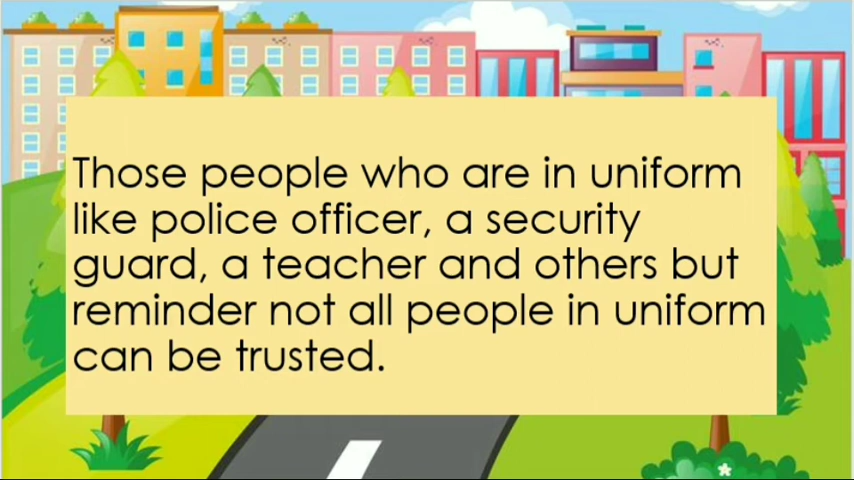 Those people who are in uniform
like police officer, a security
guard, a teacher and others but
reminder not all people in uniform
can be trusted.